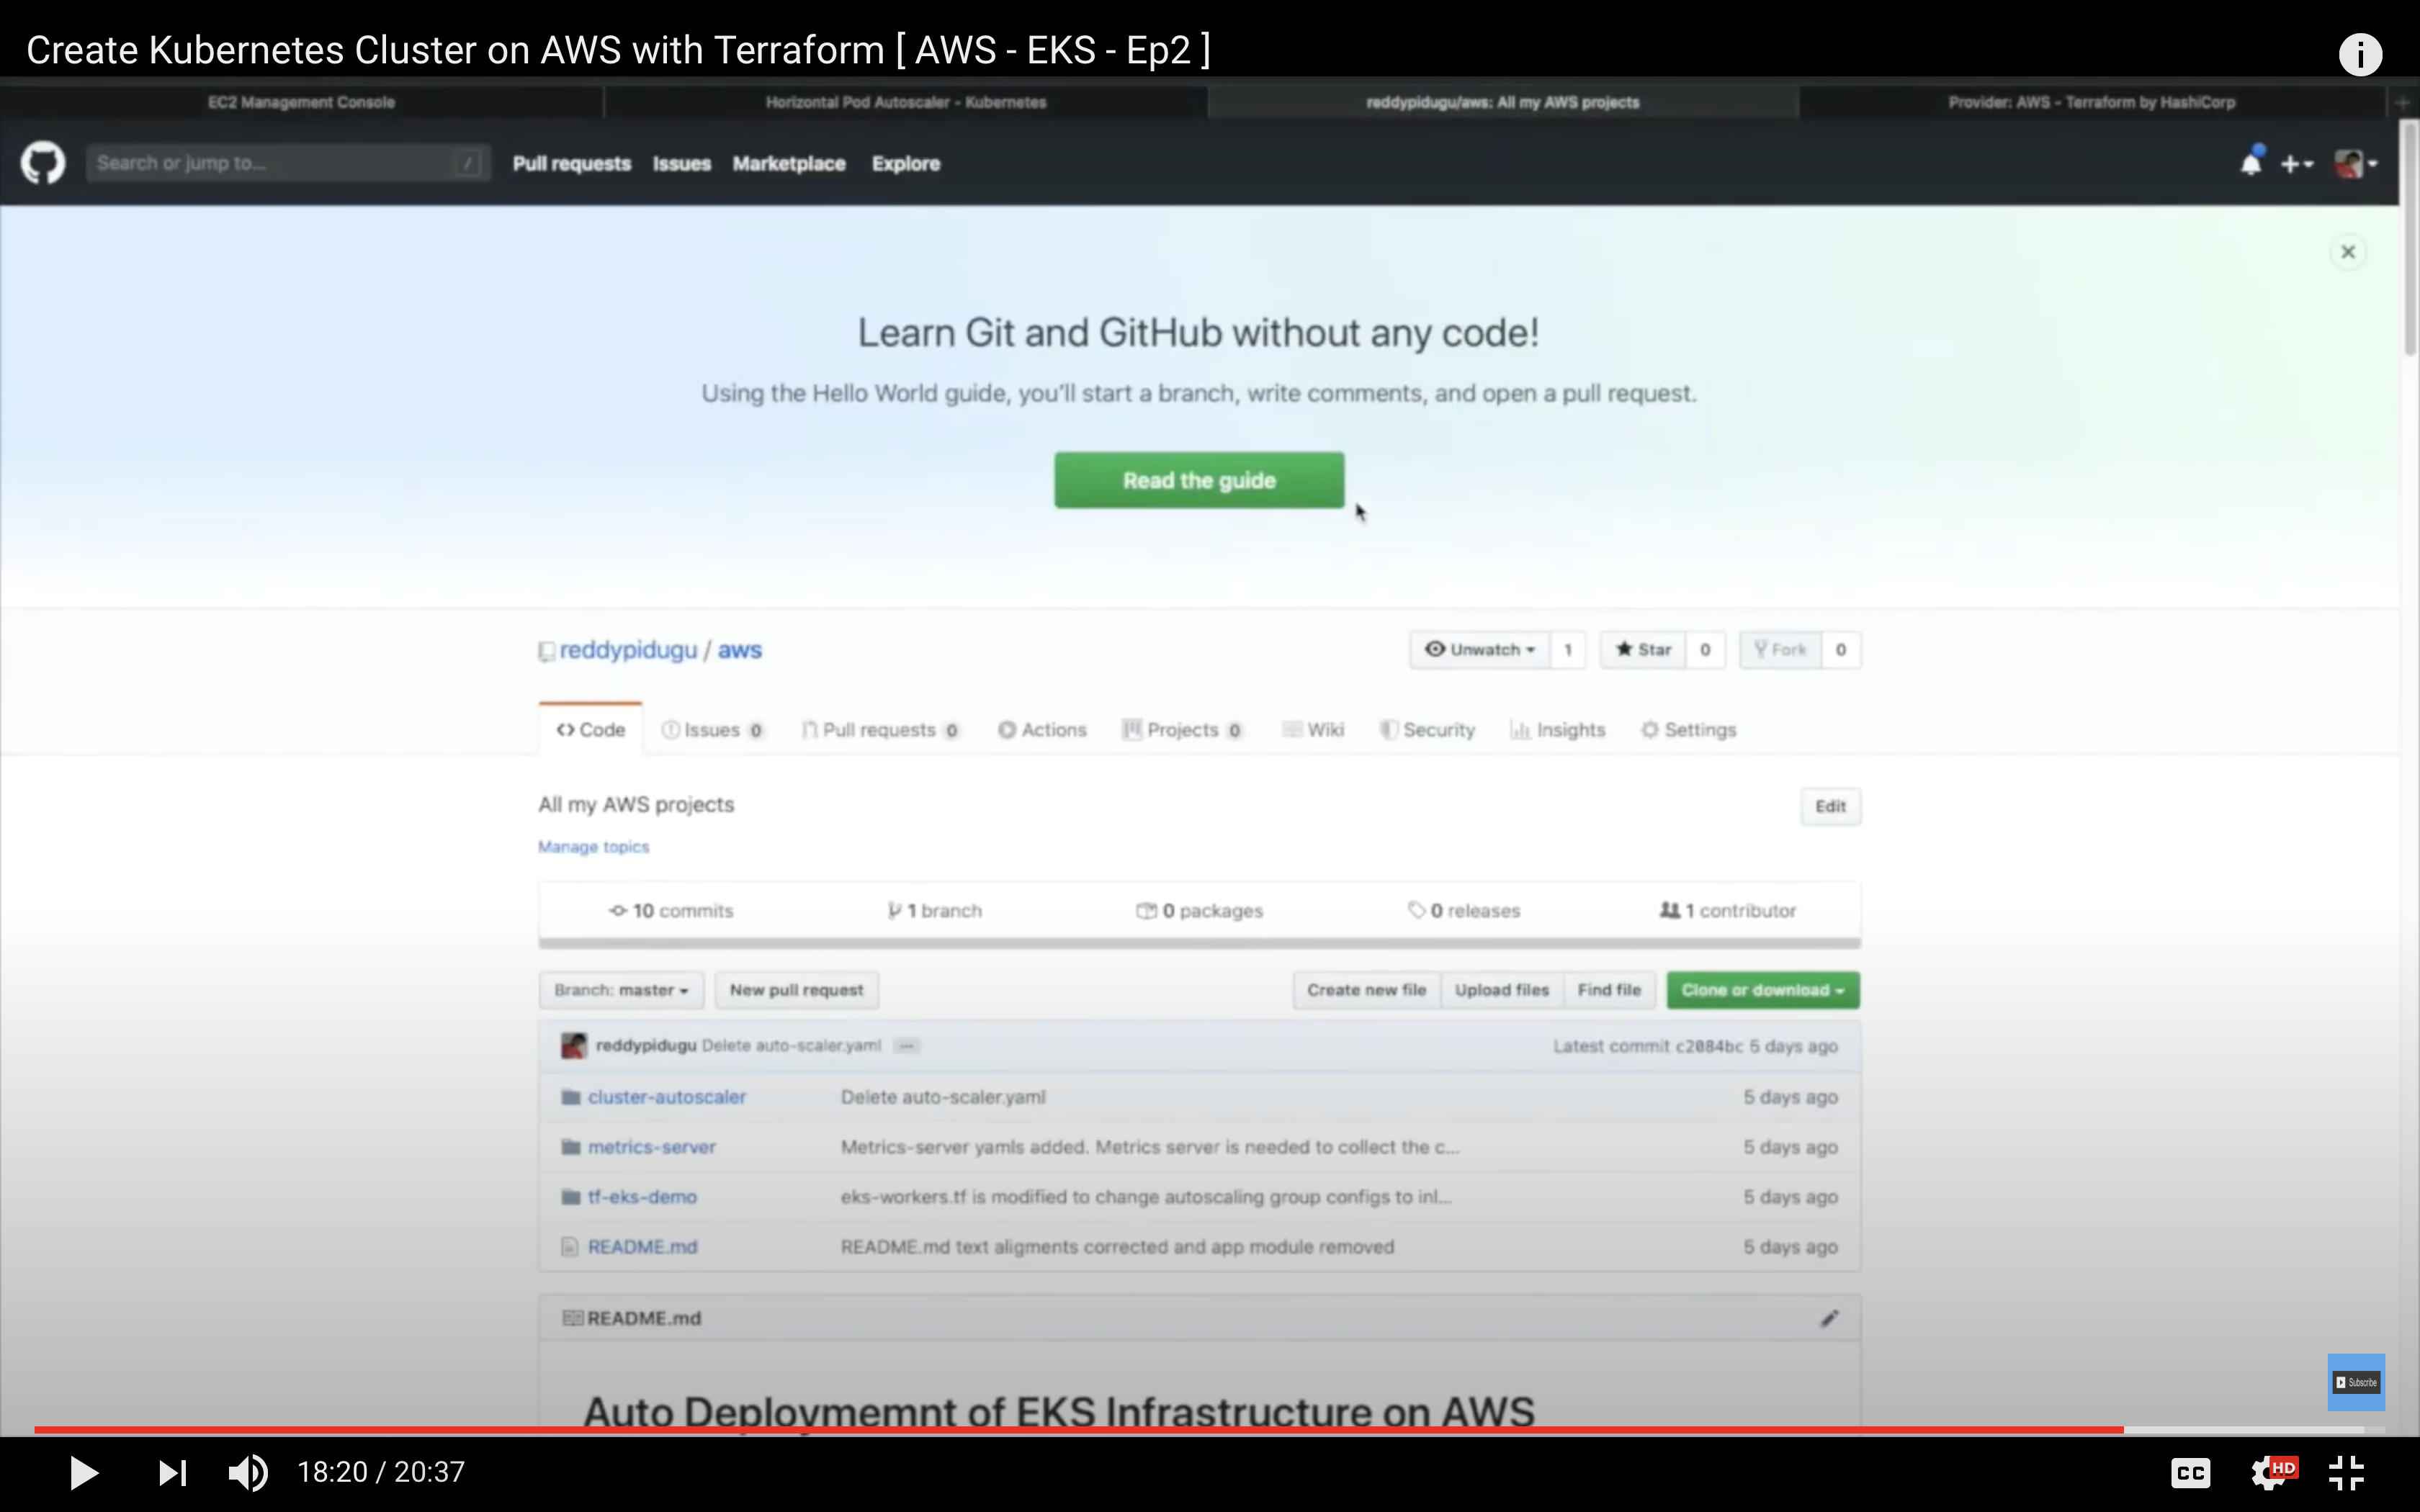 Create Kubernetes Cluster on AWS with Terraform [ AWS - EKS - Ep2 ]
i
EC2 Management Console
Horizontal Pod Autoscaler - Kubernetes
reddypidugu/aws: All my AWS projects
Provider: AWS - Terraform by HashiCorp
Search or jump to...
/
Pull requests
Issues
Marketplace
Explore
Learn Git and GitHub without any code!
Using the Hello World guide, you'll start a branch, write comments, and open a pull request.
Read the guide
reddypidugu / aws
Unwatch 1
Star 0
Fork 0
Code
Issues 0
Pull requests 0
Actions
Projects 0
Wiki
Security
Insights
Settings
All my AWS projects
Edit
Manage topics
10 commits
1 branch
0 packages
0 releases
1 contributor
Branch: master
New pull request
Create new file
Upload files
Find file
Clone or download
reddypidugu Delete auto-scaler.yaml ...
Latest commit c2084bc 5 days ago
cluster-autoscaler
Delete auto-scaler.yaml
5 days ago
metrics-server
Metrics-server yamls added. Metrics server is needed to collect the c...
5 days ago
tf-eks-demo
eks-workers.tf is modified to change autoscaling group configs to inl...
5 days ago
README.md
README.md text aligments corrected and app module removed
5 days ago
README.md
Auto Deploymemnt of EKS Infrastructure on AWS
Subscribe
18:20 / 20:37
CC
HD